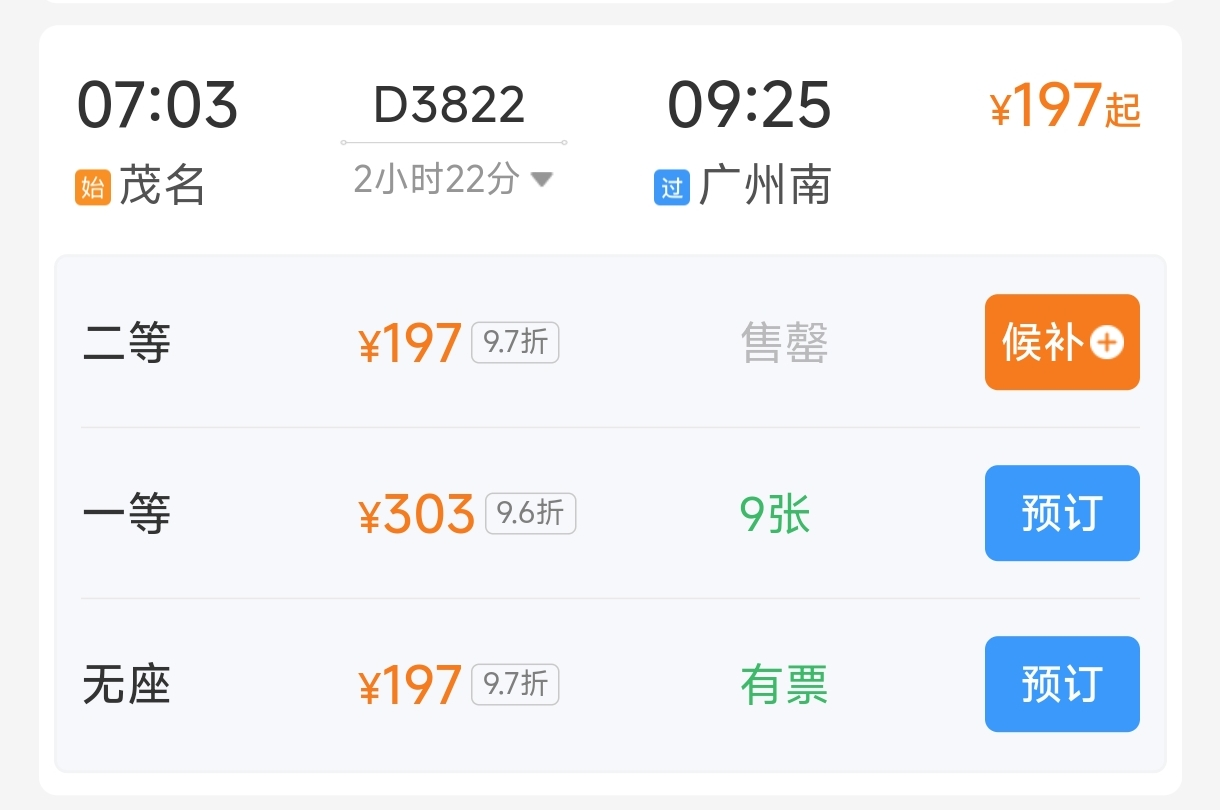 07:03 D3822 09:25 ¥197起
始 茂名 2小时22分 过 广州南
二等 ¥197 9.7折 售罄 候补
一等 ¥303 9.6折 9张 预订
无座 ¥197 9.7折 有票 预订